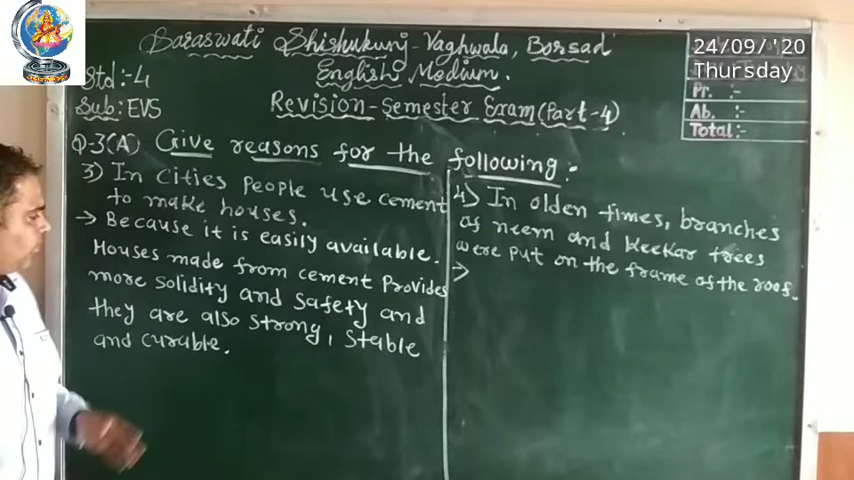 Saraswati Shishukunj-Vaghwala, Borsad
English Medium.
Std:-4
Sub: EVS
Revision-Semester Exam (Part-4)
24/09/'20
Thursday
Pr. :-
Ab. :-
Total:-
Q-3(A) Give reasons for the following:-
3) In cities People use cement
to make houses.
→ Because it is easily available.
Houses made from cement Provides
more solidity and safety and
they are also strong, stable
and curable.
4) In olden times, branches
of neem and keekar trees
were put on the frame of the roof.
→